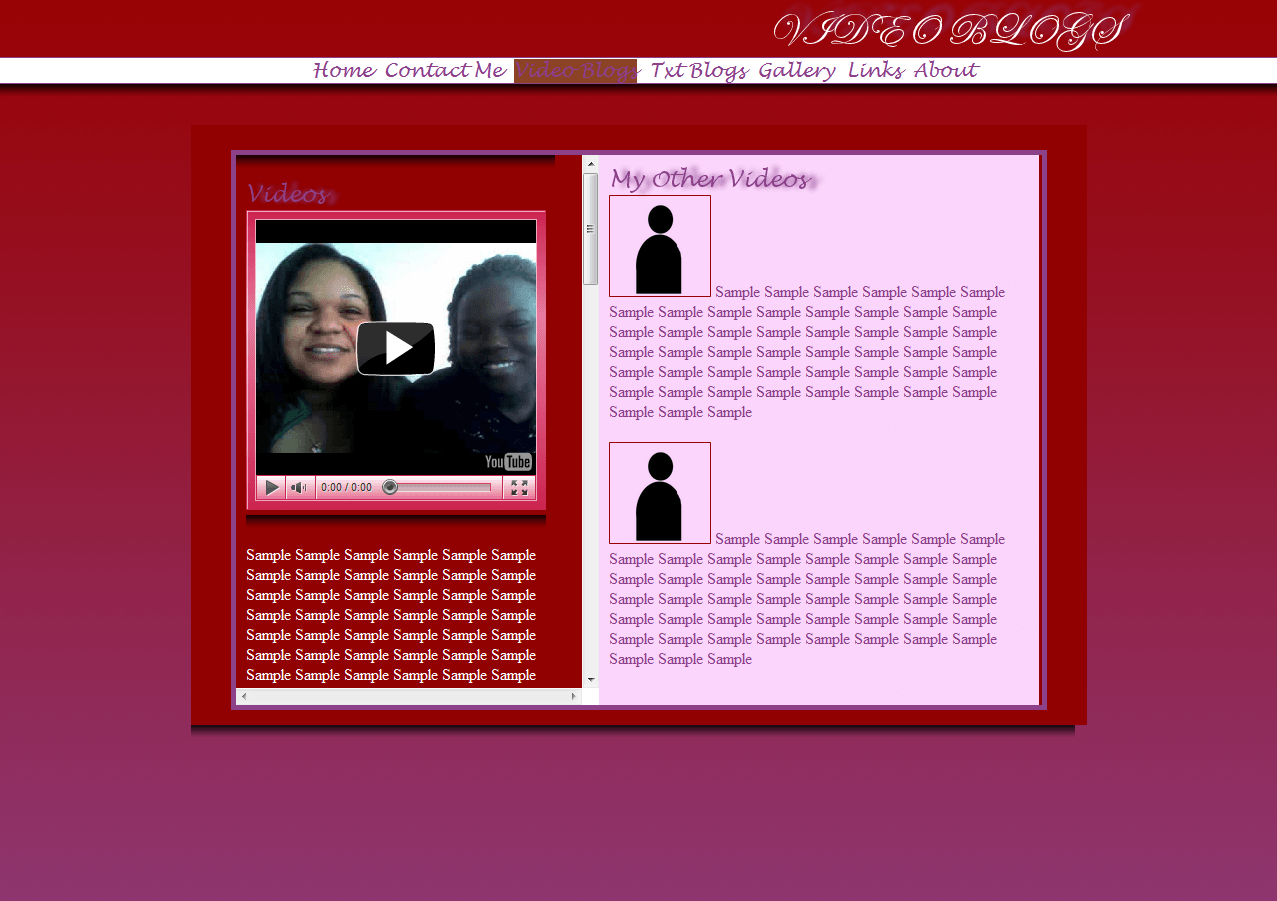 VIDEO BLOGS
Home Contact Me Video Blogs Txt Blogs Gallery Links About
Videos
YouTube
0:00 / 0:00
Sample Sample Sample Sample Sample Sample
Sample Sample Sample Sample Sample Sample
Sample Sample Sample Sample Sample Sample
Sample Sample Sample Sample Sample Sample
Sample Sample Sample Sample Sample Sample
Sample Sample Sample Sample Sample Sample
Sample Sample Sample Sample Sample Sample
My Other Videos
Sample Sample Sample Sample Sample Sample
Sample Sample Sample Sample Sample Sample Sample Sample
Sample Sample Sample Sample Sample Sample Sample Sample
Sample Sample Sample Sample Sample Sample Sample Sample
Sample Sample Sample Sample Sample Sample Sample Sample
Sample Sample Sample Sample Sample Sample Sample Sample
Sample Sample Sample
Sample Sample Sample Sample Sample Sample
Sample Sample Sample Sample Sample Sample Sample Sample
Sample Sample Sample Sample Sample Sample Sample Sample
Sample Sample Sample Sample Sample Sample Sample Sample
Sample Sample Sample Sample Sample Sample Sample Sample
Sample Sample Sample Sample Sample Sample Sample Sample
Sample Sample Sample